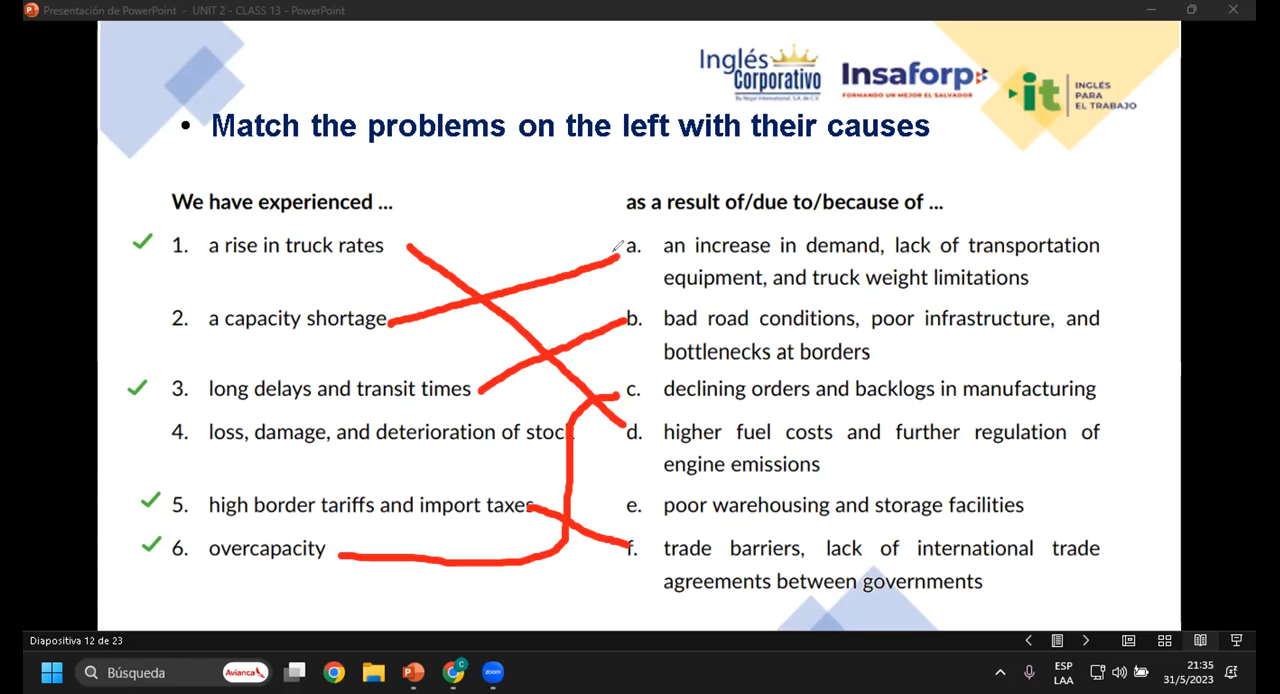 Presentación de PowerPoint - UNIT 2 - CLASS 13 - PowerPoint
Inglés
Corporativo
By Regal International, S.A. de C.V.
Insaforp
FORMANDO UN MEJOR EL SALVADOR
it
INGLÉS
PARA
EL TRABAJO
• Match the problems on the left with their causes
We have experienced ...
1. a rise in truck rates
2. a capacity shortage
3. long delays and transit times
4. loss, damage, and deterioration of stock
5. high border tariffs and import taxes
6. overcapacity
as a result of/due to/because of ...
a. an increase in demand, lack of transportation
equipment, and truck weight limitations
b. bad road conditions, poor infrastructure, and
bottlenecks at borders
c. declining orders and backlogs in manufacturing
d. higher fuel costs and further regulation of
engine emissions
e. poor warehousing and storage facilities
f. trade barriers, lack of international trade
agreements between governments
Diapositiva 12 de 23
Búsqueda
Avianca
zoom
ESP
LAA
21:35
31/5/2023